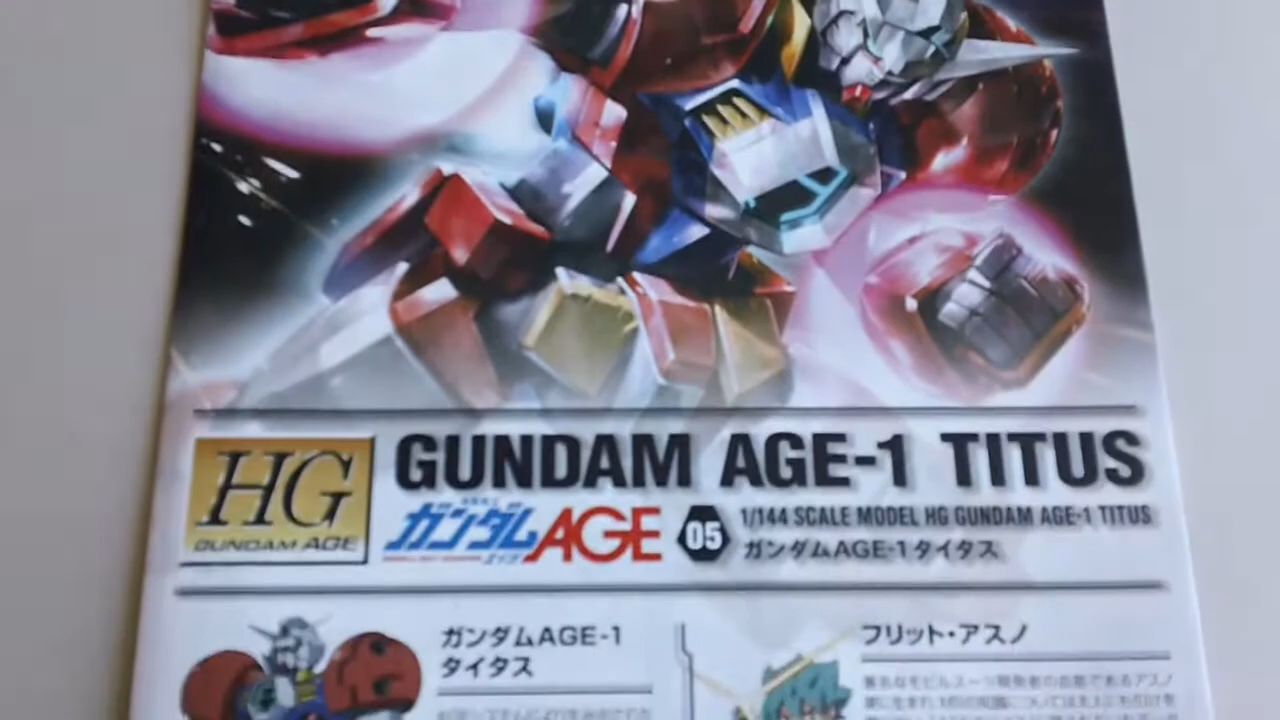 HG
GUNDAM AGE
GUNDAM AGE-1 TITUS
ガンダムAGE
05
1/144 SCALE MODEL HG GUNDAM AGE-1 TITUS
ガンダムAGE-1タイタス
ガンダムAGE-1
タイタス
フリット・アスノ